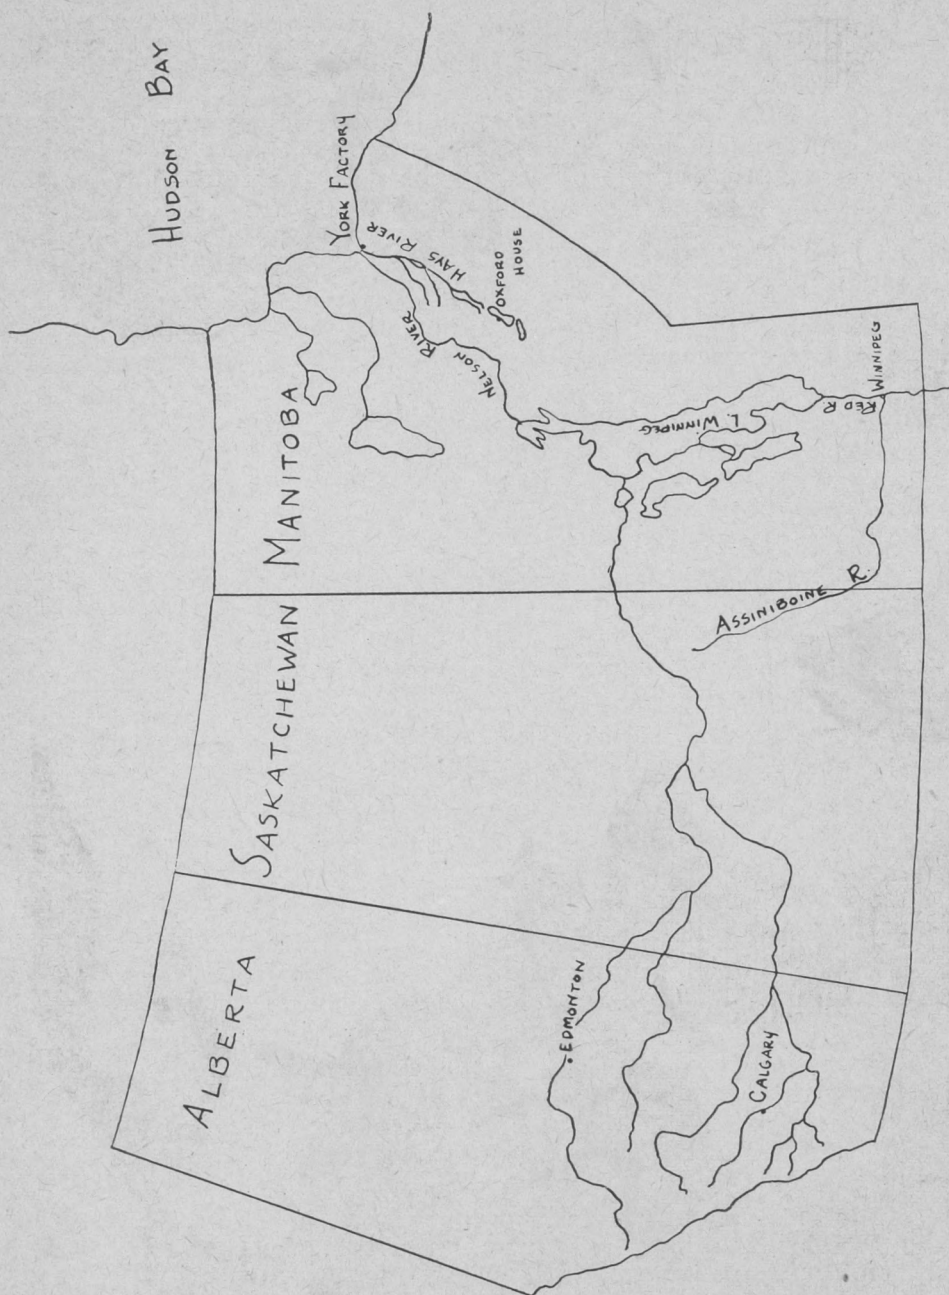 HUDSON BAY
YORK FACTORY
HAYS RIVER
OXFORD
HOUSE
NELSON RIVER
MANITOBA
L. WINNIPEG
RED R
WINNIPEG
ASSINIBOINE R.
SASKATCHEWAN
ALBERTA
EDMONTON
CALGARY